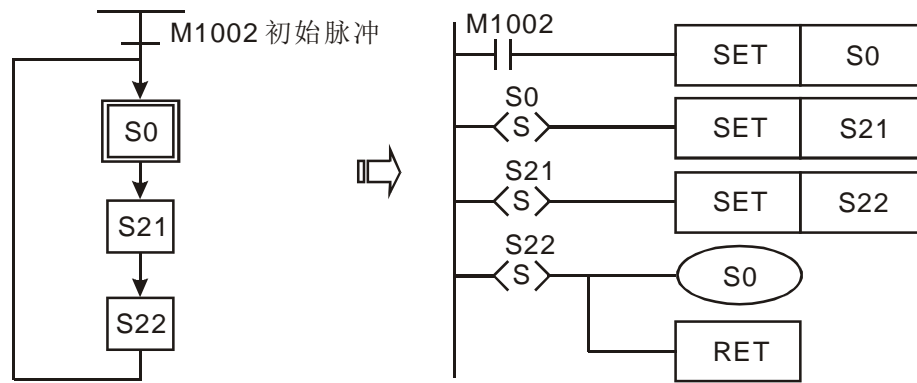 M1002 初始脉冲
S0
S21
S22
M1002
SET S0
S0
S
SET S21
S21
S
SET S22
S22
S
S0
RET